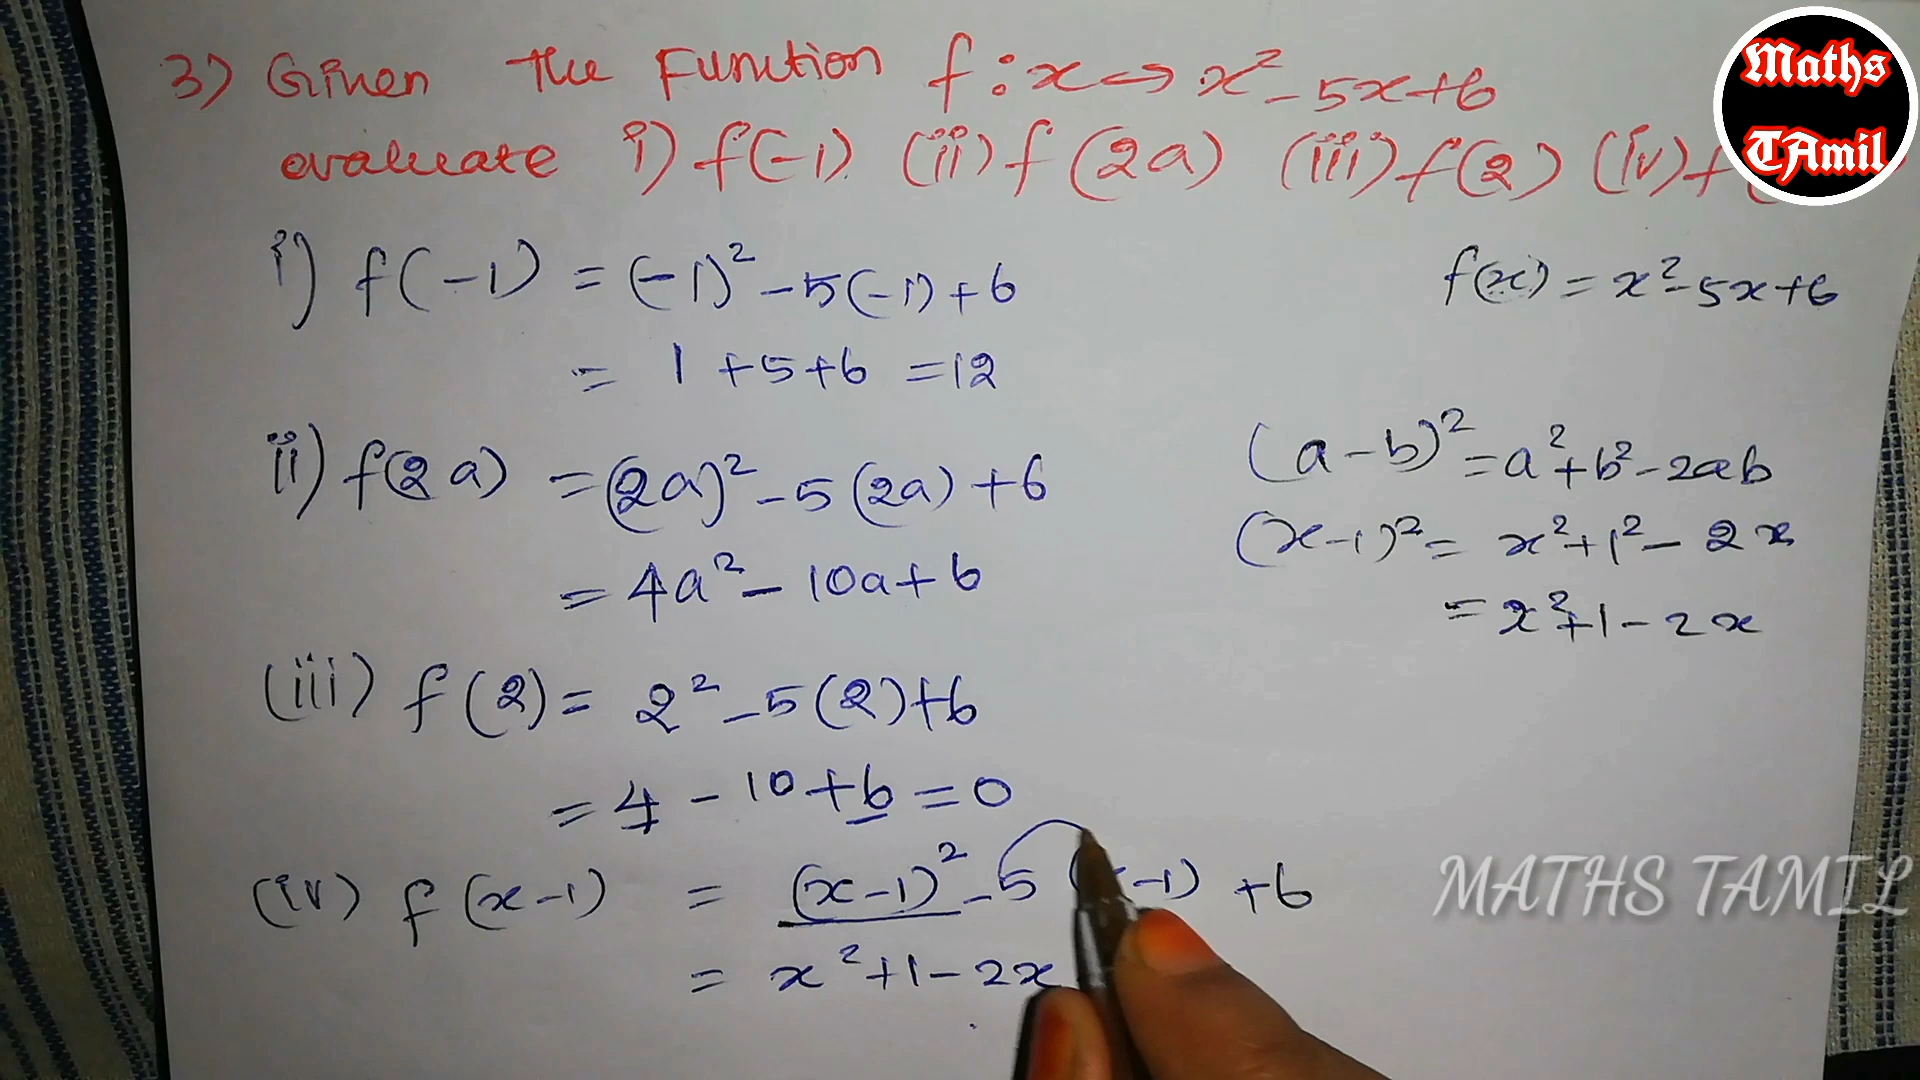 3) Given the Function f : x → x² - 5x + 6
evaluate i) f(-1) (ii) f(2a) (iii) f(2) (iv) f(
Maths
TAmil
i) f(-1) = (-1)² - 5(-1) + 6
= 1 + 5 + 6 = 12
f(x) = x² - 5x + 6
ii) f(2a) = (2a)² - 5(2a) + 6
= 4a² - 10a + 6
(a - b)² = a² + b² - 2ab
(x - 1)² = x² + 1² - 2x
= x² + 1 - 2x
(iii) f(2) = 2² - 5(2) + 6
= 4 - 10 + 6 = 0
(iv) f(x - 1) = (x - 1)² - 5 ( - 1) + 6
= x² + 1 - 2x
MATHS TAMIL